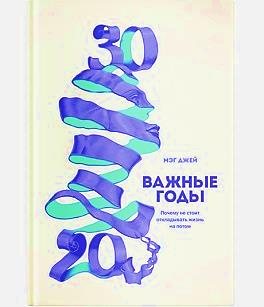 30
МЭГ ДЖЕЙ
ВАЖНЫЕ
ГОДЫ
Почему не стоит
откладывать жизнь
на потом
20